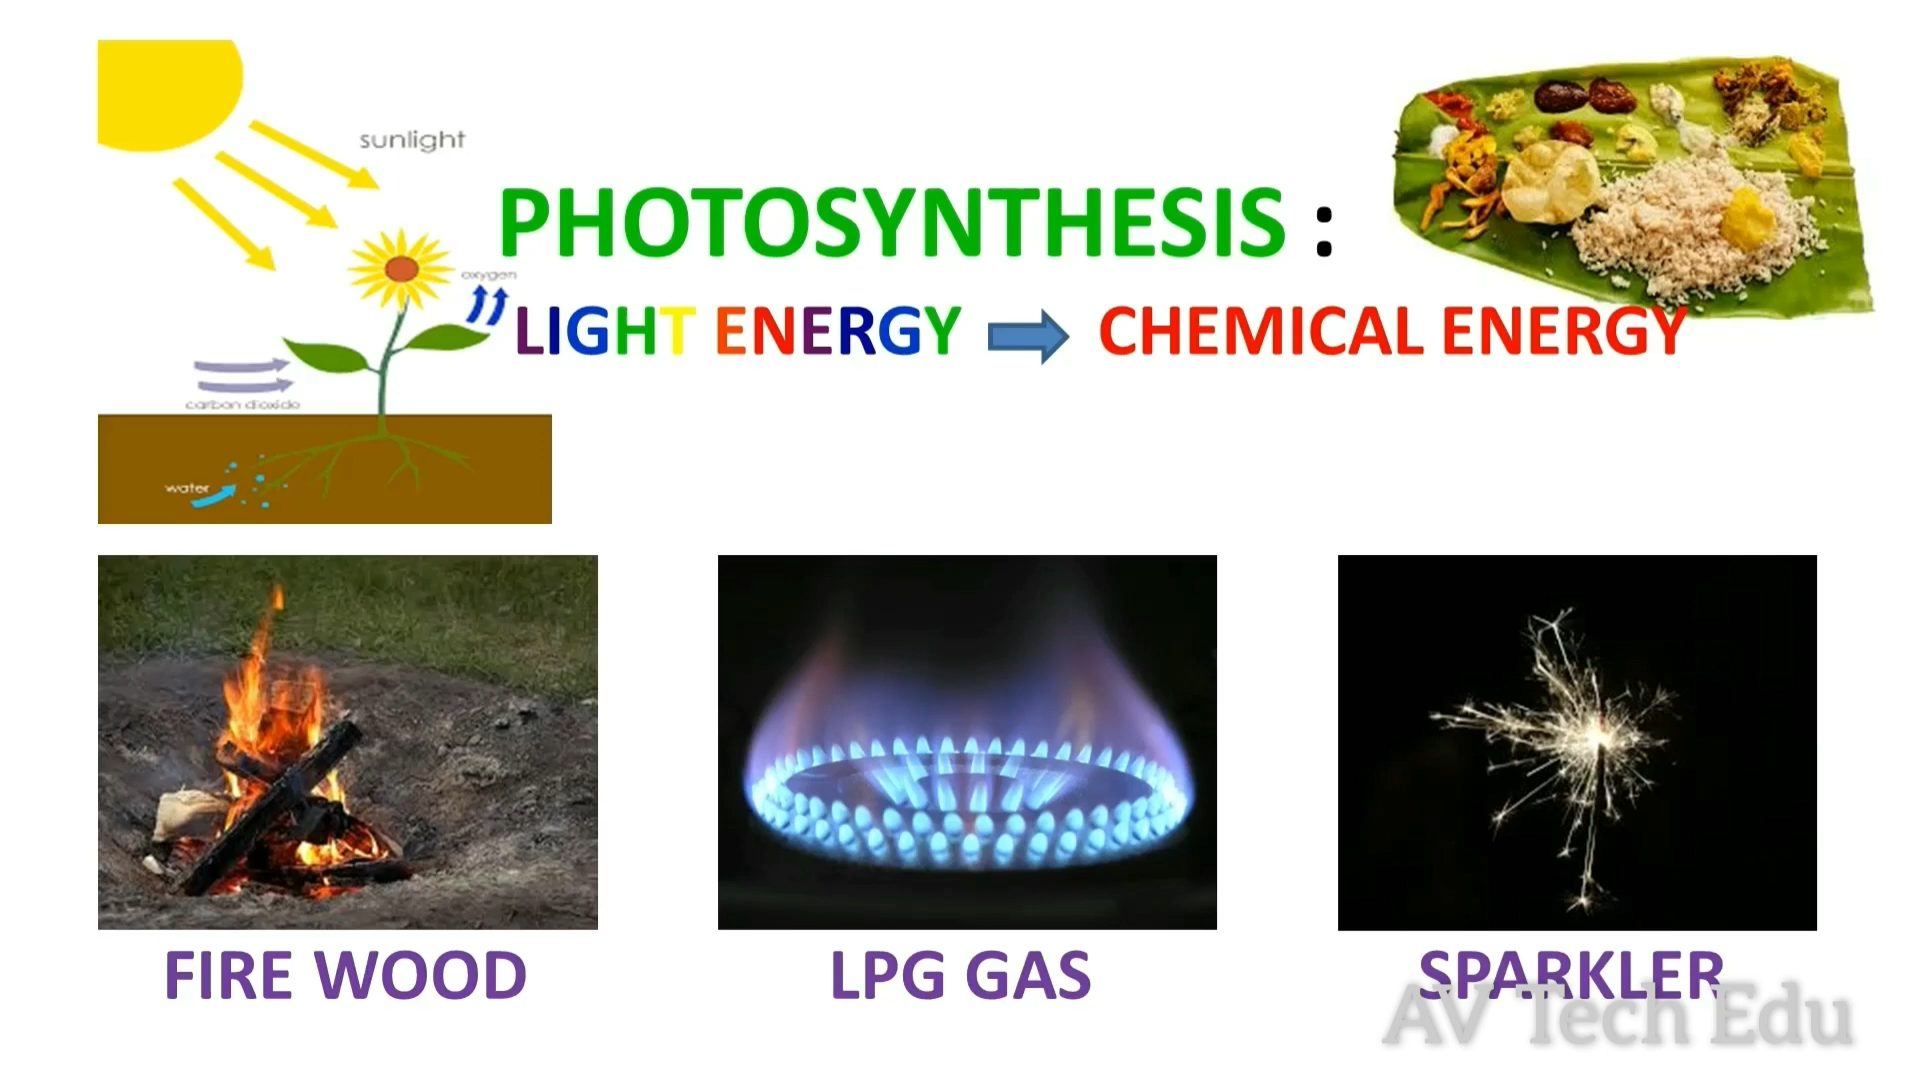 sunlight
PHOTOSYNTHESIS :
oxygen
LIGHT ENERGY CHEMICAL ENERGY
carbon dioxide
water
FIRE WOOD
LPG GAS
SPARKLER
AV Tech Edu